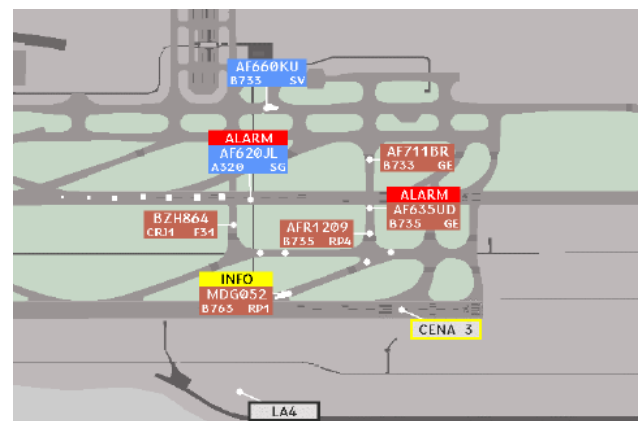 AF660KU
B733 SV
ALARM
AF620JL
A320 SG
AF711BR
B733 GE
ALARM
AF635UD
B735 GE
BZH864
CRJ1 F31
AFR1209
B735 RP4
INFO
MDG052
B763 RP1
CENA 3
LA4